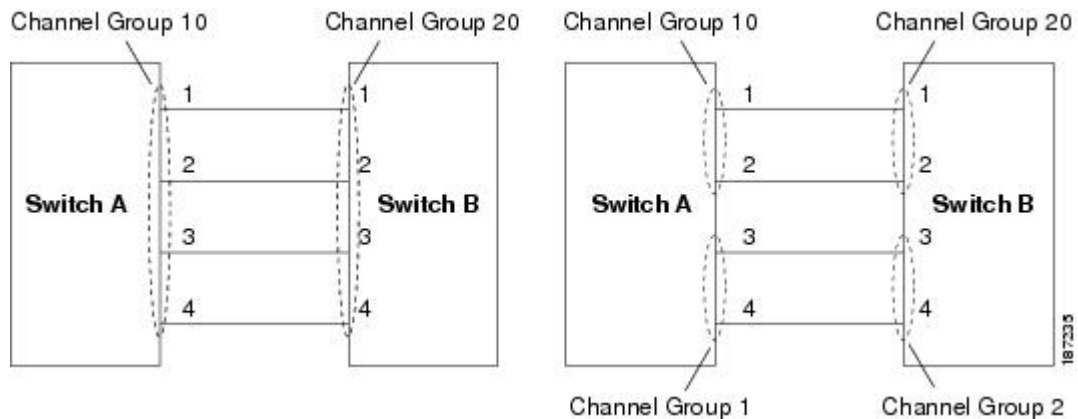 Channel Group 10 Channel Group 20 Channel Group 10 Channel Group 20
1 1 1 1
2 2 2 2
Switch A Switch B Switch A Switch B
3 3 3 3
4 4 4 4
187235
Channel Group 1 Channel Group 2